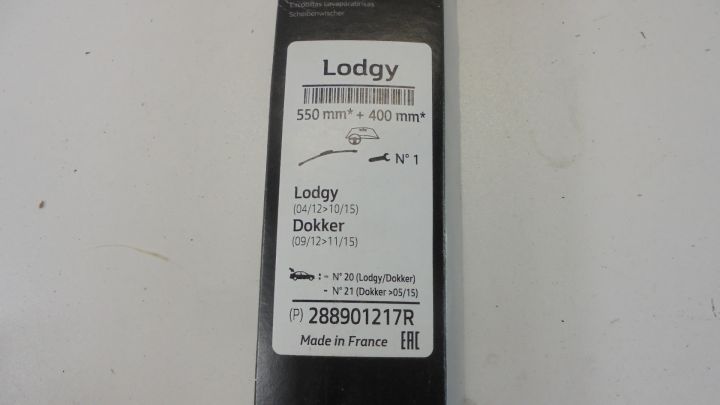 Escobillas Lavaparabrisas
Scheibenwischer
Lodgy
550 mm* + 400 mm*
N° 1
Lodgy
(04/12>10/15)
Dokker
(09/12>11/15)
: - N° 20 (Lodgy/Dokker)
- N° 21 (Dokker >05/15)
(P) 288901217R
Made in France EAC